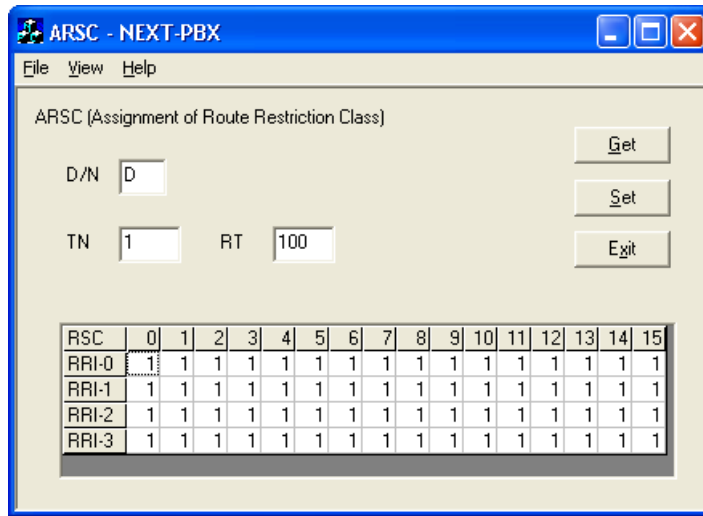 ARSC - NEXT-PBX
File View Help
ARSC (Assignment of Route Restriction Class)
Get
D/N D
Set
TN 1 RT 100
Exit
RSC 0 1 2 3 4 5 6 7 8 9 10 11 12 13 14 15
RRI-0 1 1 1 1 1 1 1 1 1 1 1 1 1 1 1 1
RRI-1 1 1 1 1 1 1 1 1 1 1 1 1 1 1 1 1
RRI-2 1 1 1 1 1 1 1 1 1 1 1 1 1 1 1 1
RRI-3 1 1 1 1 1 1 1 1 1 1 1 1 1 1 1 1